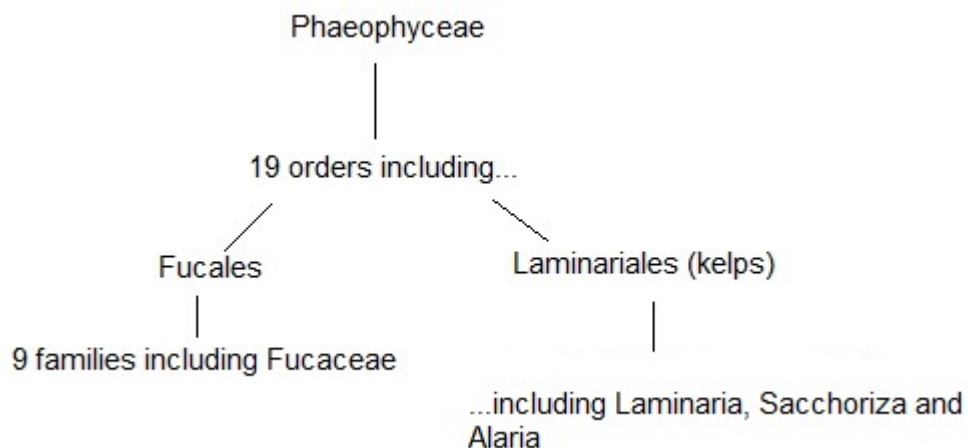 Phaeophyceae
19 orders including...
Fucales
Laminariales (kelps)
9 families including Fucaceae
...including Laminaria, Sacchoriza and
Alaria